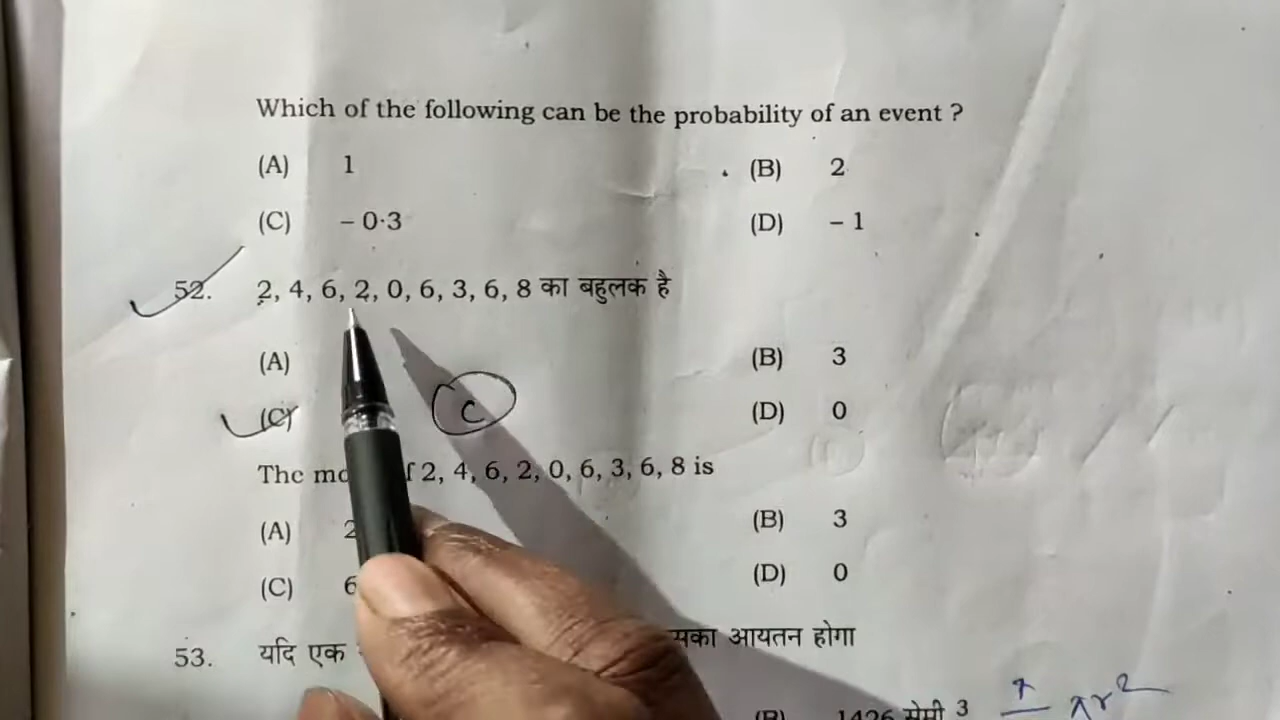 Which of the following can be the probability of an event ?
(A) 1 (B) 2
(C) – 0·3 (D) – 1
52. 2, 4, 6, 2, 0, 6, 3, 6, 8 का बहुलक है
(A) (B) 3
(C) C (D) 0
The 2, 4, 6, 2, 0, 6, 3, 6, 8 is
(A) 2 (B) 3
(C) 6 (D) 0
53. यदि एक आयतन होगा
(B) 1426 सेमी 3 πr2